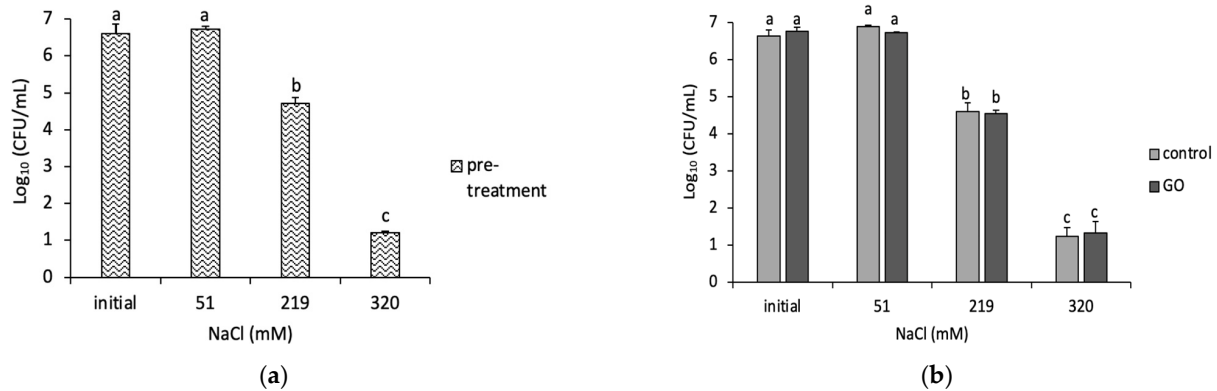 7
6
5
4
3
2
1
0
Log₁₀ (CFU/mL)
a
a
b
c
initial 51 219 320
NaCl (mM)
pre-
treatment
(a)
7
6
5
4
3
2
1
0
Log₁₀ (CFU/mL)
a a
a a
b b
c c
initial 51 219 320
NaCl (mM)
control
GO
(b)